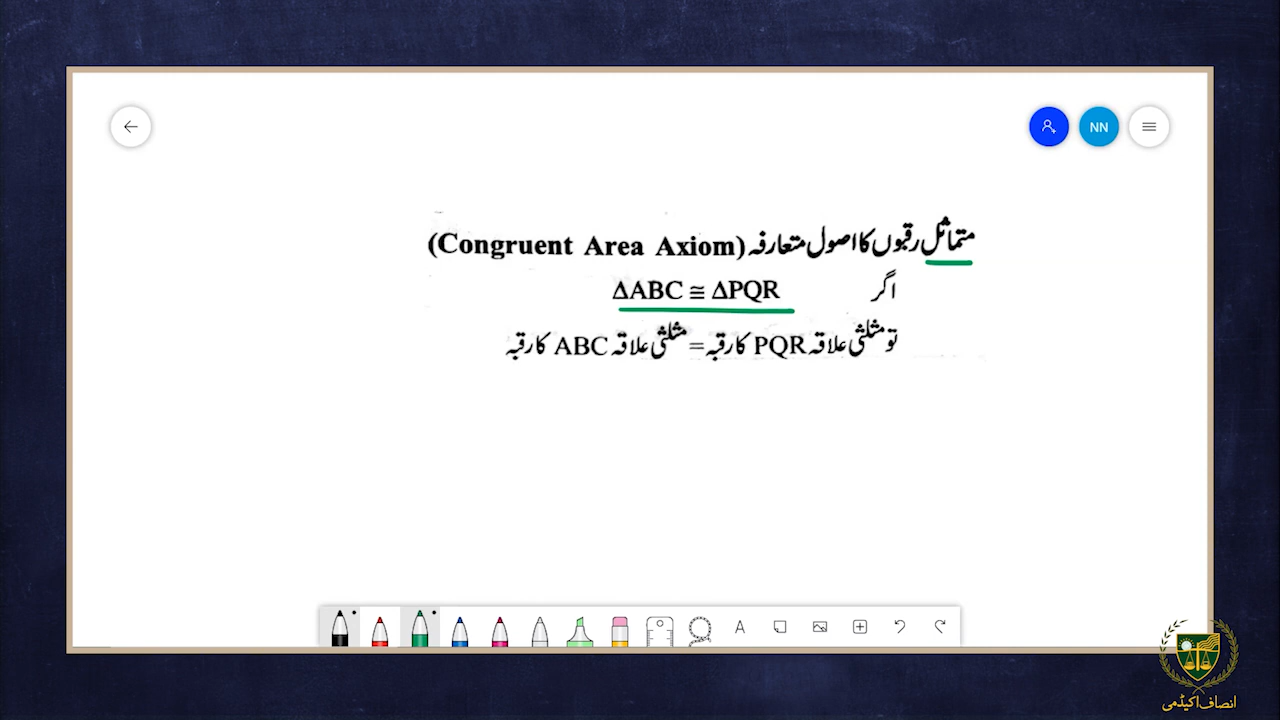 NN
متماثل رقبوں کا اصول متعارفہ (Congruent Area Axiom)
اگر ΔABC ≅ ΔPQR
تو مثلثی علاقہ PQR کا رقبہ = مثلثی علاقہ ABC کا رقبہ
A
انصاف اکیڈمی